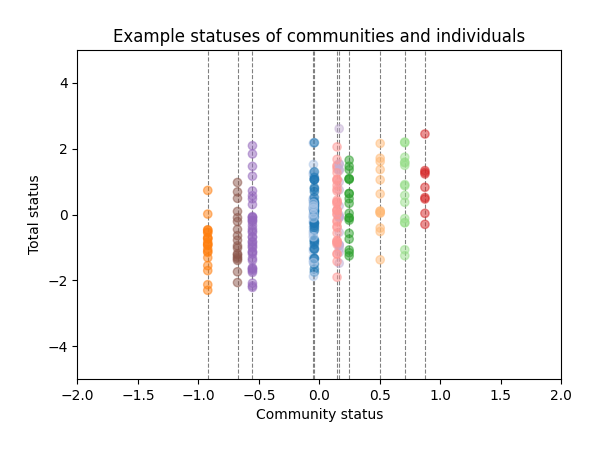 Example statuses of communities and individuals
Total status
4
2
0
−2
−4
−2.0 −1.5 −1.0 −0.5 0.0 0.5 1.0 1.5 2.0
Community status